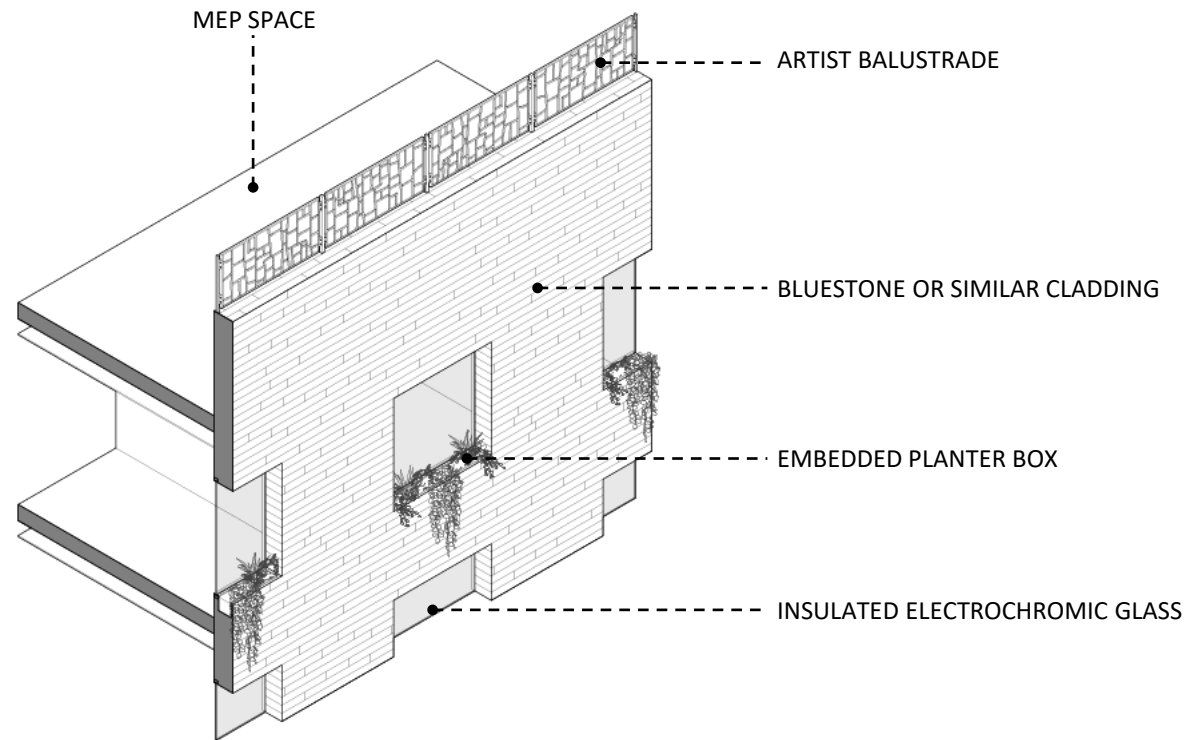 MEP SPACE
ARTIST BALUSTRADE
BLUESTONE OR SIMILAR CLADDING
EMBEDDED PLANTER BOX
INSULATED ELECTROCHROMIC GLASS